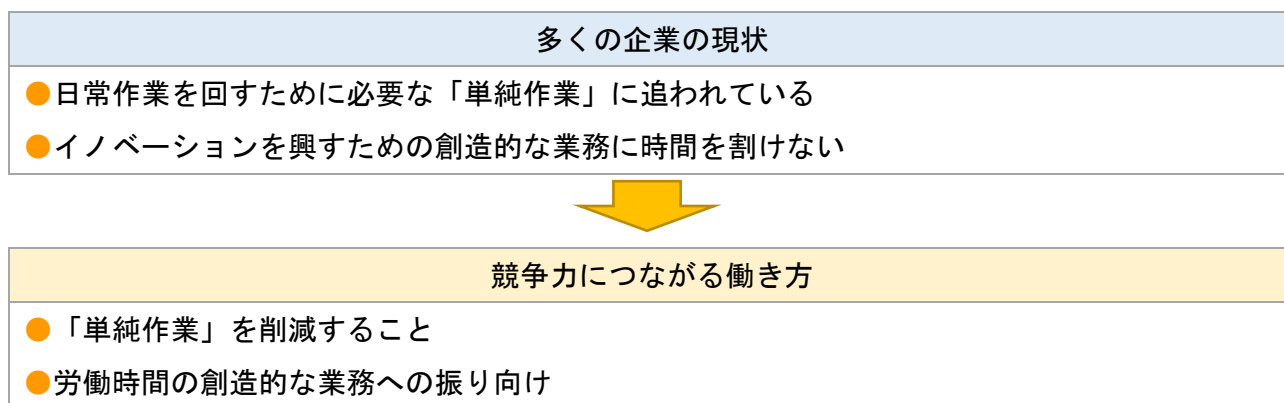 多くの企業の現状
●日常作業を回すために必要な「単純作業」に追われている
●イノベーションを興すための創造的な業務に時間を割けない
競争力につながる働き方
●「単純作業」を削減すること
●労働時間の創造的な業務への振り向け